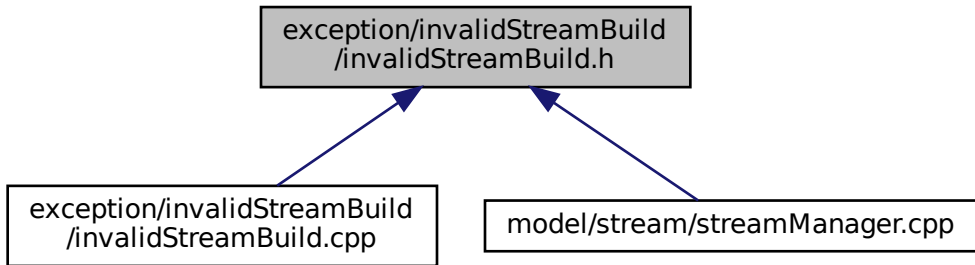 exception/invalidStreamBuild
/invalidStreamBuild.h
exception/invalidStreamBuild
/invalidStreamBuild.cpp
model/stream/streamManager.cpp